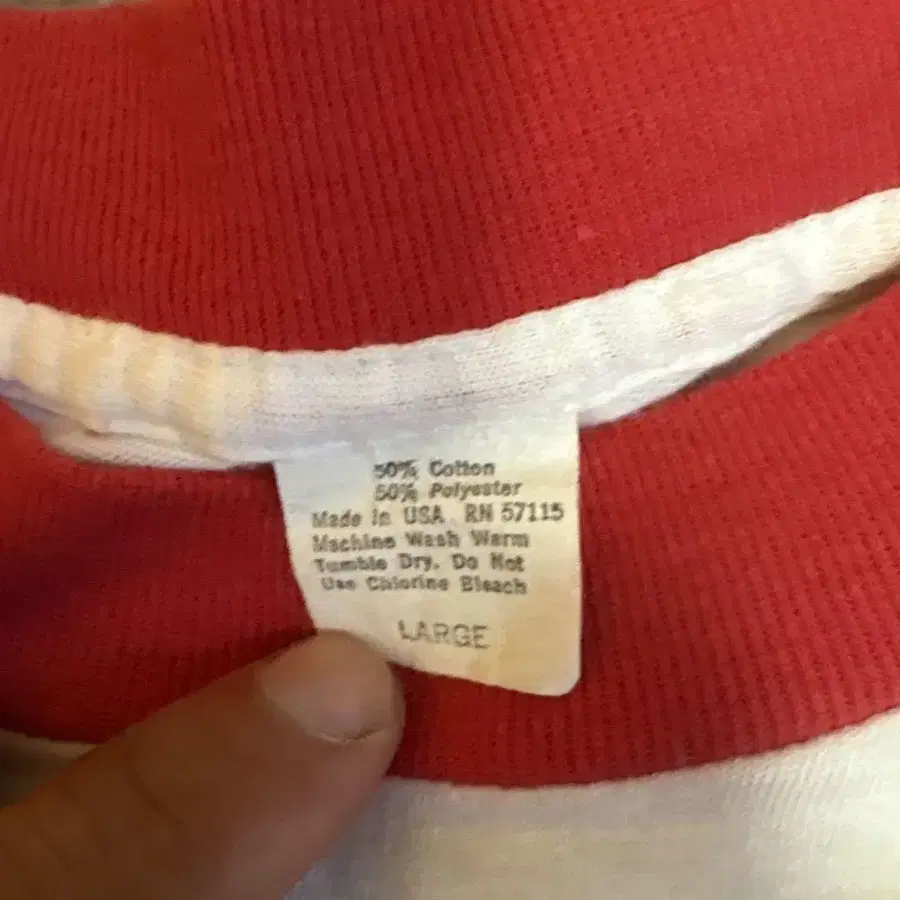 50% Cotton
50% Polyester
Made in USA RN 57115
Machine Wash Warm
Tumble Dry. Do Not
Use Chlorine Bleach
LARGE